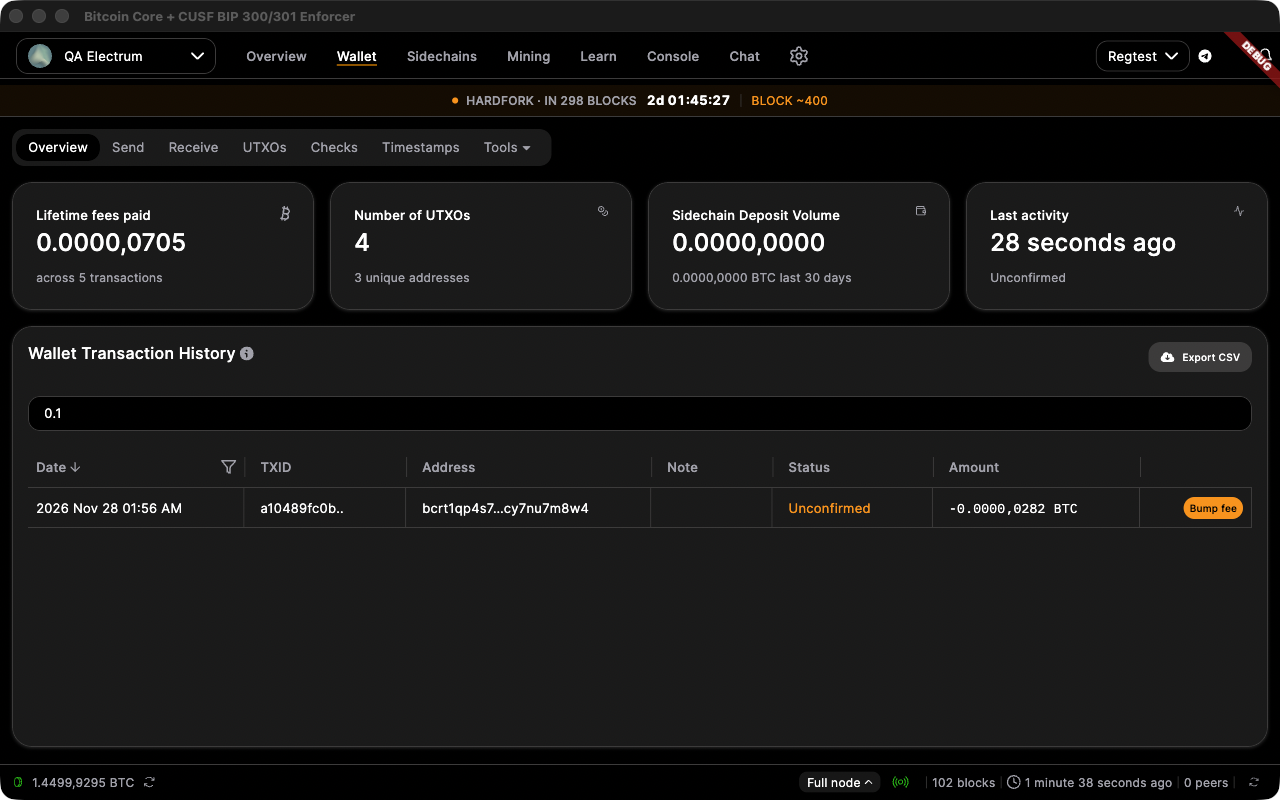 Bitcoin Core + CUSF BIP 300/301 Enforcer
QA Electrum
Overview
Wallet
Sidechains
Mining
Learn
Console
Chat
Regtest
DEBUG
HARDFORK · IN 298 BLOCKS 2d 01:45:27 BLOCK ~400
Overview
Send
Receive
UTXOs
Checks
Timestamps
Tools
Lifetime fees paid
0.0000,0705
across 5 transactions
Number of UTXOs
4
3 unique addresses
Sidechain Deposit Volume
0.0000,0000
0.0000,0000 BTC last 30 days
Last activity
28 seconds ago
Unconfirmed
Wallet Transaction History
Export CSV
0.1
Date TXID Address Note Status Amount
2026 Nov 28 01:56 AM a10489fc0b.. bcrt1qp4s7...cy7nu7m8w4 Unconfirmed -0.0000,0282 BTC Bump fee
1.4499,9295 BTC
Full node
102 blocks
1 minute 38 seconds ago
0 peers